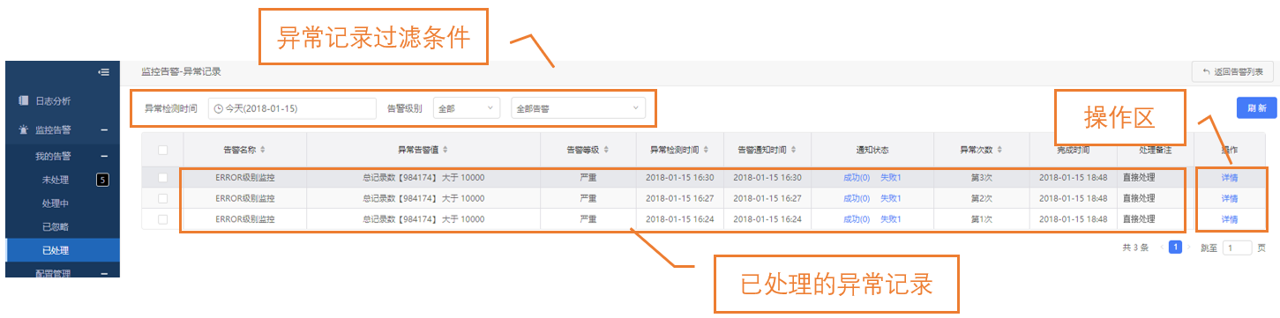 异常记录过滤条件
监控告警-异常记录
返回告警列表
日志分析
监控告警
我的告警
未处理 5
处理中
已忽略
已处理
配置管理
异常检测时间 今天(2018-01-15) 告警级别 全部 全部告警
操作区
刷新
告警名称 异常告警值 告警等级 异常检测时间 告警通知时间 通知状态 异常次数 完成时间 处理备注 操作
ERROR级别监控 总记录数【984174】 大于 10000 严重 2018-01-15 16:30 2018-01-15 16:30 成功(0) 失败1 第3次 2018-01-15 18:48 直接处理 详情
ERROR级别监控 总记录数【984174】 大于 10000 严重 2018-01-15 16:27 2018-01-15 16:27 成功(0) 失败1 第2次 2018-01-15 18:48 直接处理 详情
ERROR级别监控 总记录数【984174】 大于 10000 严重 2018-01-15 16:24 2018-01-15 16:24 成功(0) 失败1 第1次 2018-01-15 18:48 直接处理 详情
共 3 条 1 跳至 1 页
已处理的异常记录